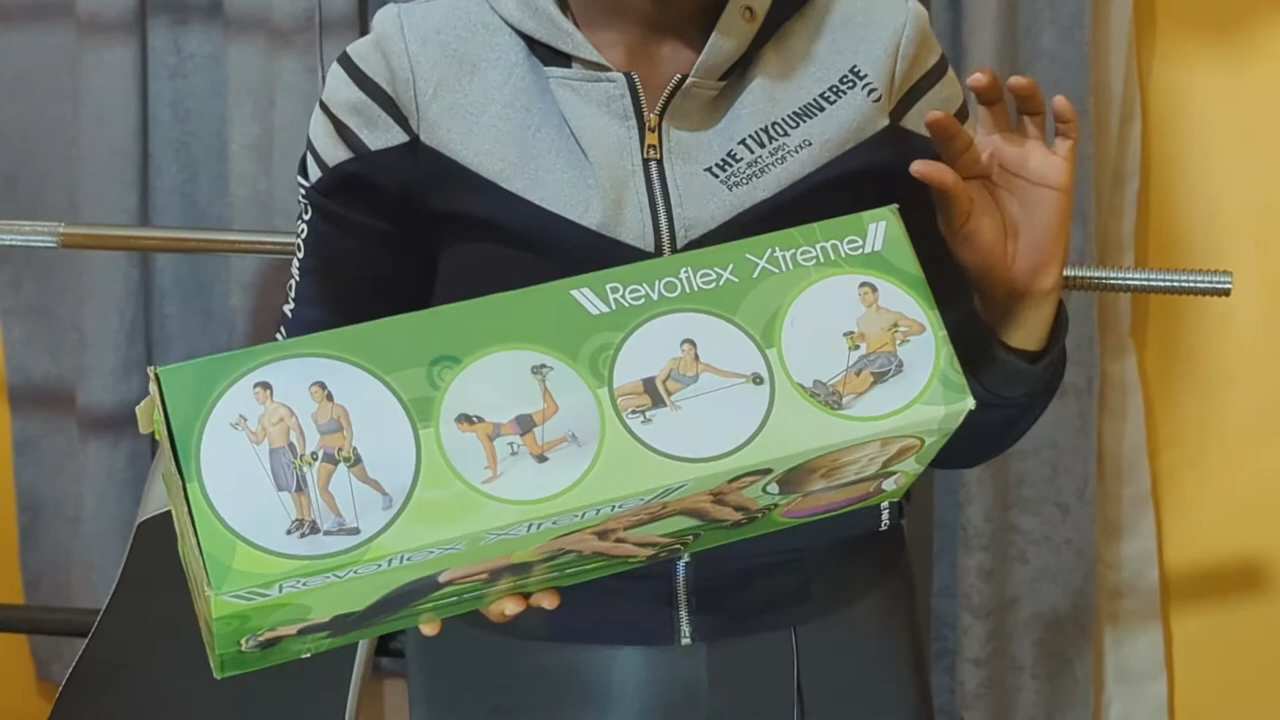 THE TVXQUNIVERSE
SPEC-RKT-AP01
PROPERTYOFTVXQ
Revoflex Xtreme
Revoflex Xtreme